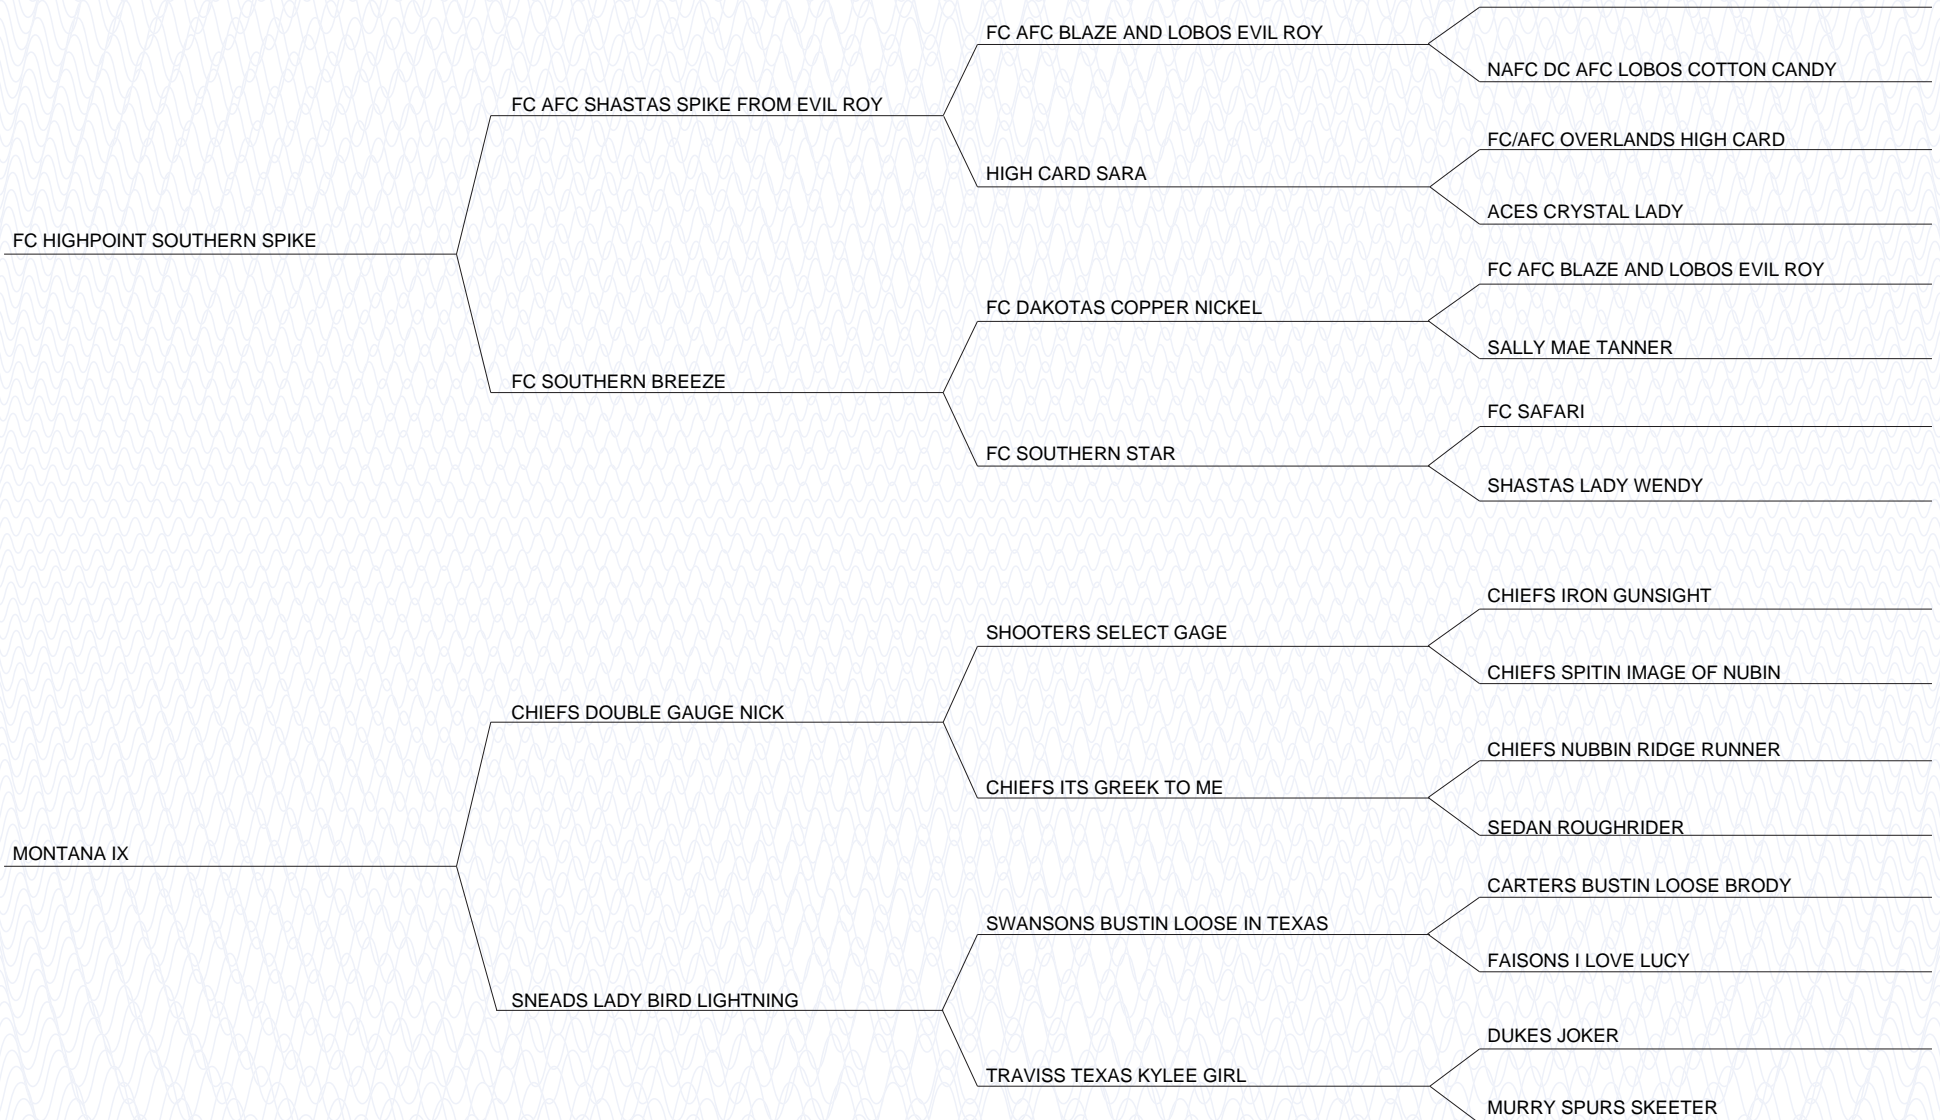 FC AFC BLAZE AND LOBOS EVIL ROY
NAFC DC AFC LOBOS COTTON CANDY
FC AFC SHASTAS SPIKE FROM EVIL ROY
FC/AFC OVERLANDS HIGH CARD
HIGH CARD SARA
ACES CRYSTAL LADY
FC HIGHPOINT SOUTHERN SPIKE
FC AFC BLAZE AND LOBOS EVIL ROY
FC DAKOTAS COPPER NICKEL
SALLY MAE TANNER
FC SOUTHERN BREEZE
FC SAFARI
FC SOUTHERN STAR
SHASTAS LADY WENDY
CHIEFS IRON GUNSIGHT
SHOOTERS SELECT GAGE
CHIEFS SPITIN IMAGE OF NUBIN
CHIEFS DOUBLE GAUGE NICK
CHIEFS NUBBIN RIDGE RUNNER
CHIEFS ITS GREEK TO ME
SEDAN ROUGHRIDER
MONTANA IX
CARTERS BUSTIN LOOSE BRODY
SWANSONS BUSTIN LOOSE IN TEXAS
FAISONS I LOVE LUCY
SNEADS LADY BIRD LIGHTNING
DUKES JOKER
TRAVISS TEXAS KYLEE GIRL
MURRY SPURS SKEETER